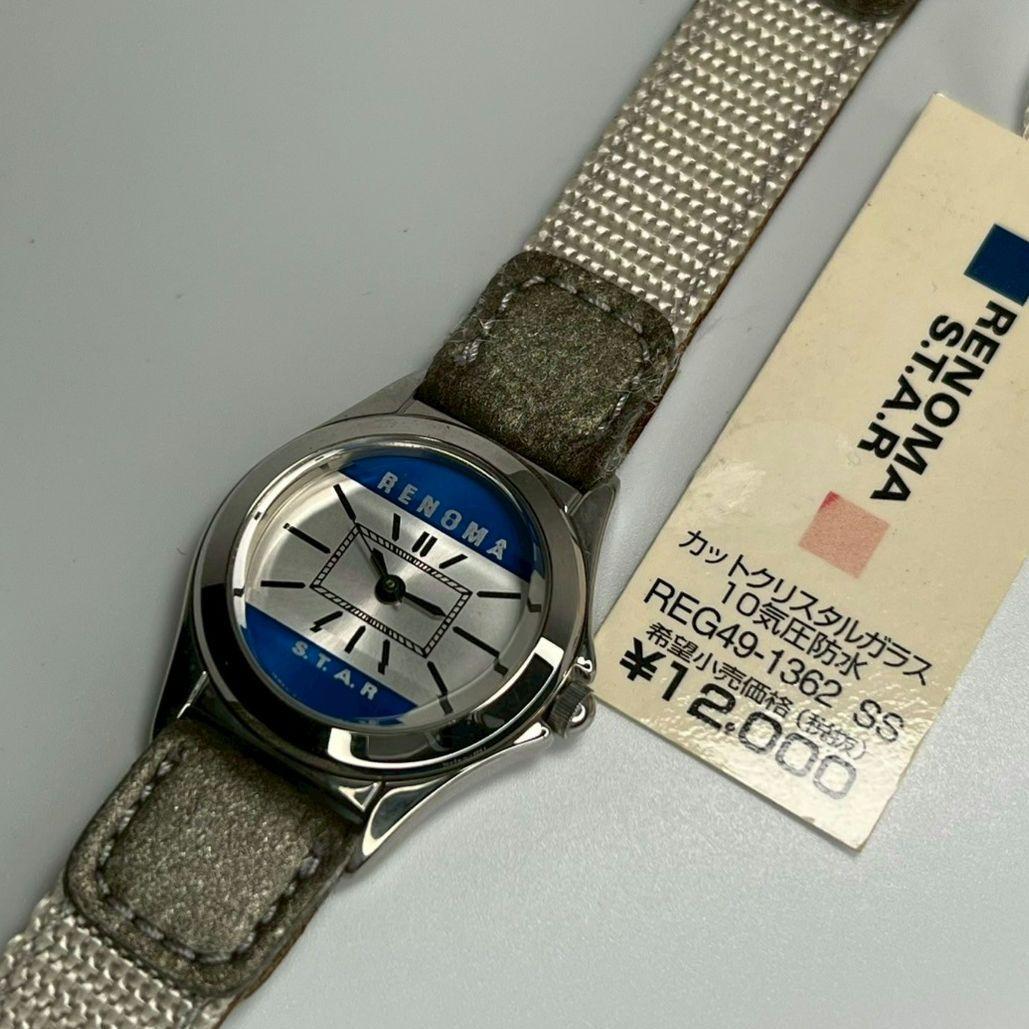 RENOMA
S.T.A.R
RENOMA
S.T.A.R
カットクリスタルガラス
10気圧防水
REG49-1362 SS
希望小売価格(税抜)
¥12,000